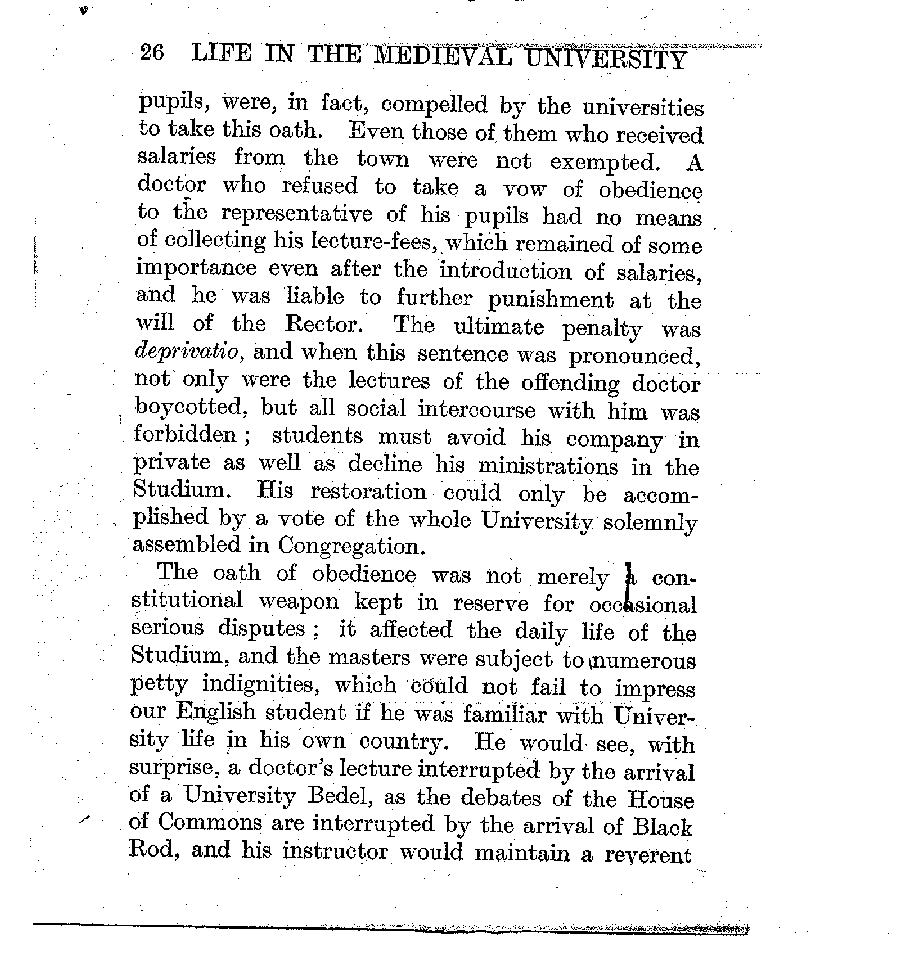 26 LIFE IN THE MEDIEVAL UNIVERSITY
pupils, were, in fact, compelled by the universities
to take this oath. Even those of them who received
salaries from the town were not exempted. A
doctor who refused to take a vow of obedience
to the representative of his pupils had no means
of collecting his lecture-fees, which remained of some
importance even after the introduction of salaries,
and he was liable to further punishment at the
will of the Rector. The ultimate penalty was
deprivatio, and when this sentence was pronounced,
not only were the lectures of the offending doctor
boycotted, but all social intercourse with him was
forbidden ; students must avoid his company in
private as well as decline his ministrations in the
Studium. His restoration could only be accom-
plished by a vote of the whole University solemnly
assembled in Congregation.
The oath of obedience was not merely a con-
stitutional weapon kept in reserve for occasional
serious disputes ; it affected the daily life of the
Studium, and the masters were subject to numerous
petty indignities, which could not fail to impress
our English student if he was familiar with Univer-
sity life in his own country. He would see, with
surprise, a doctor's lecture interrupted by the arrival
of a University Bedel, as the debates of the House
of Commons are interrupted by the arrival of Black
Rod, and his instructor would maintain a reverent